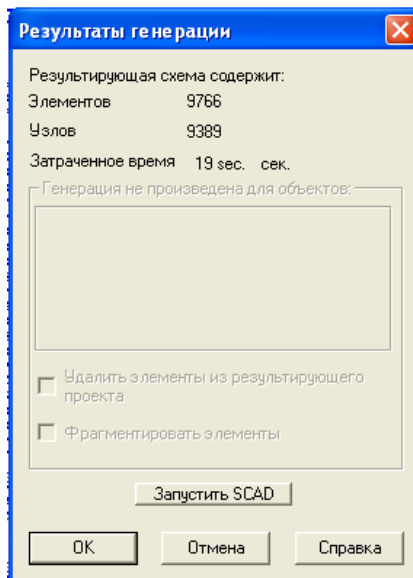 Результаты генерации
Результирующая схема содержит:
Элементов 9766
Узлов 9389
Затраченное время 19 sec. сек.
Генерация не произведена для объектов:
Удалить элементы из результирующего
проекта
Фрагментировать элементы
Запустить SCAD
OK Отмена Справка